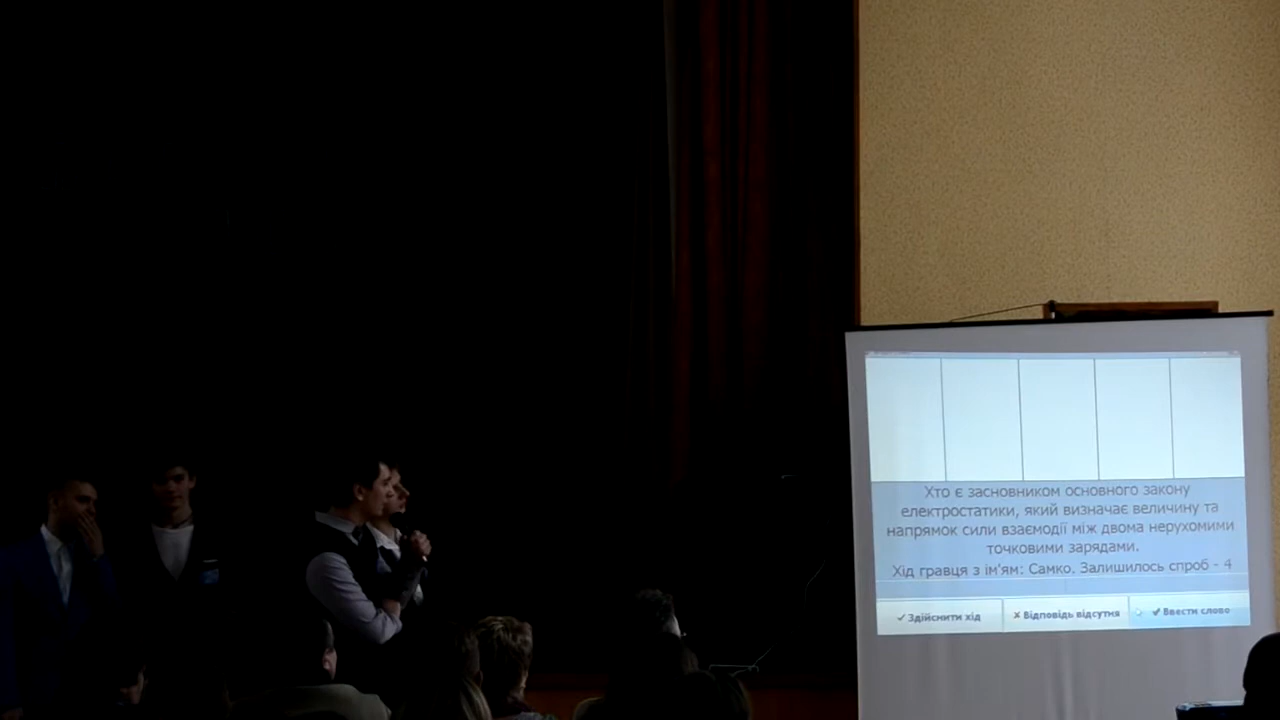 Хто є засновником основного закону
електростатики, який визначає величину та
напрямок сили взаємодії між двома нерухомими
точковими зарядами.
Хід гравця з ім'ям: Самко. Залишилось спроб - 4
✓ Здійснити хід ✗ Відповідь відсутня ✓ Ввести слово